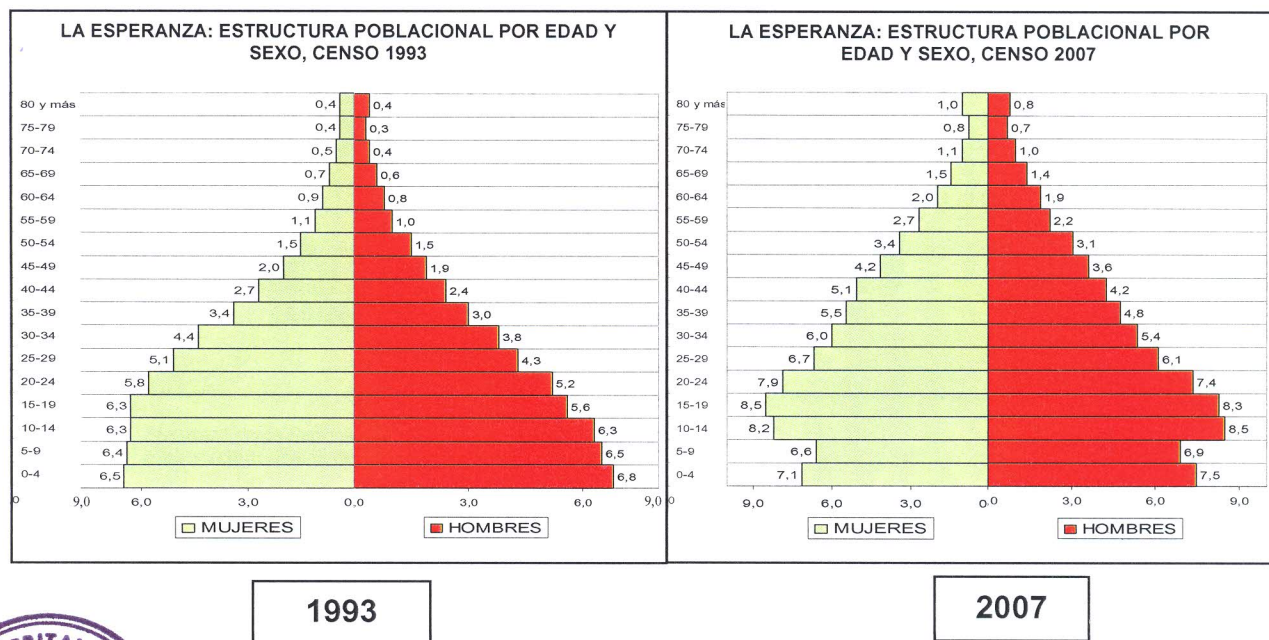 LA ESPERANZA: ESTRUCTURA POBLACIONAL POR EDAD Y
SEXO, CENSO 1993
80 y más 0,4 0,4
75-79 0,4 0,3
70-74 0,5 0,4
65-69 0,7 0,6
60-64 0,9 0,8
55-59 1,1 1,0
50-54 1,5 1,5
45-49 2,0 1,9
40-44 2,7 2,4
35-39 3,4 3,0
30-34 4,4 3,8
25-29 5,1 4,3
20-24 5,8 5,2
15-19 6,3 5,6
10-14 6,3 6,3
5-9 6,4 6,5
0-4 6,5 6,8
9,0 6,0 3,0 0,0 3,0 6,0 9,0
MUJERES HOMBRES
LA ESPERANZA: ESTRUCTURA POBLACIONAL POR
EDAD Y SEXO, CENSO 2007
80 y más 1,0 0,8
75-79 0,8 0,7
70-74 1,1 1,0
65-69 1,5 1,4
60-64 2,0 1,9
55-59 2,7 2,2
50-54 3,4 3,1
45-49 4,2 3,6
40-44 5,1 4,2
35-39 5,5 4,8
30-34 6,0 5,4
25-29 6,7 6,1
20-24 7,9 7,4
15-19 8,5 8,3
10-14 8,2 8,5
5-9 6,6 6,9
0-4 7,1 7,5
9,0 6,0 3,0 0,0 3,0 6,0 9,0
MUJERES HOMBRES
1993
2007